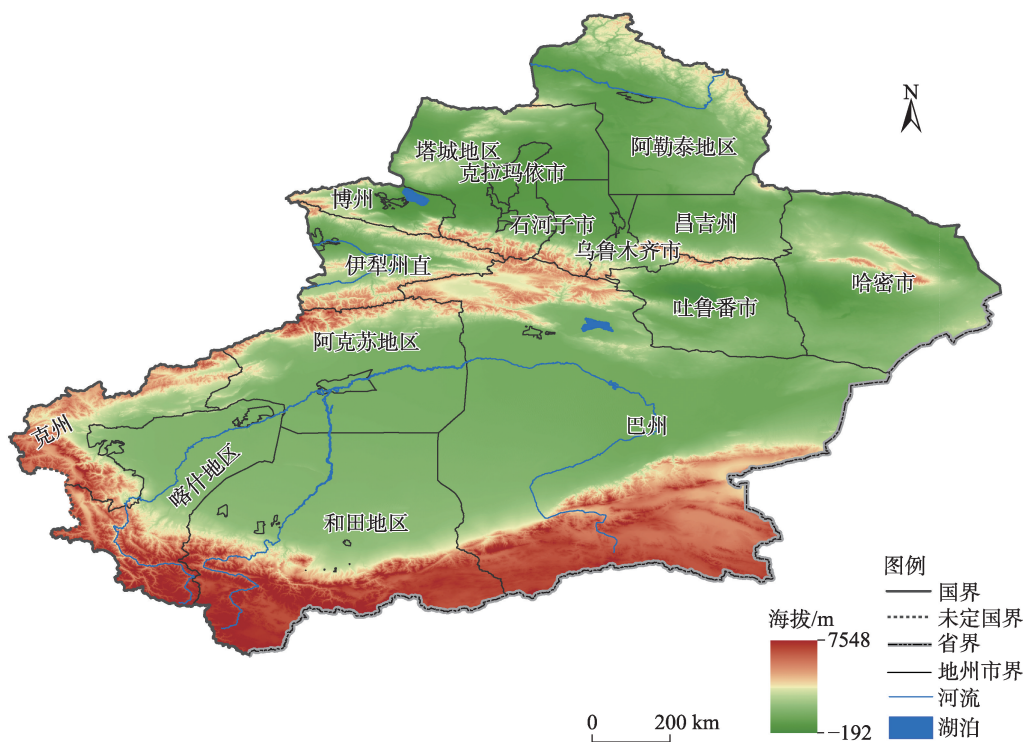 N
阿勒泰地区
塔城地区
克拉玛依市
博州
石河子市
昌吉州
乌鲁木齐市
伊犁州直
哈密市
吐鲁番市
阿克苏地区
克州
巴州
喀什地区
和田地区
图例
国界
未定国界
省界
地州市界
河流
湖泊
海拔/m
7548
-192
0 200 km